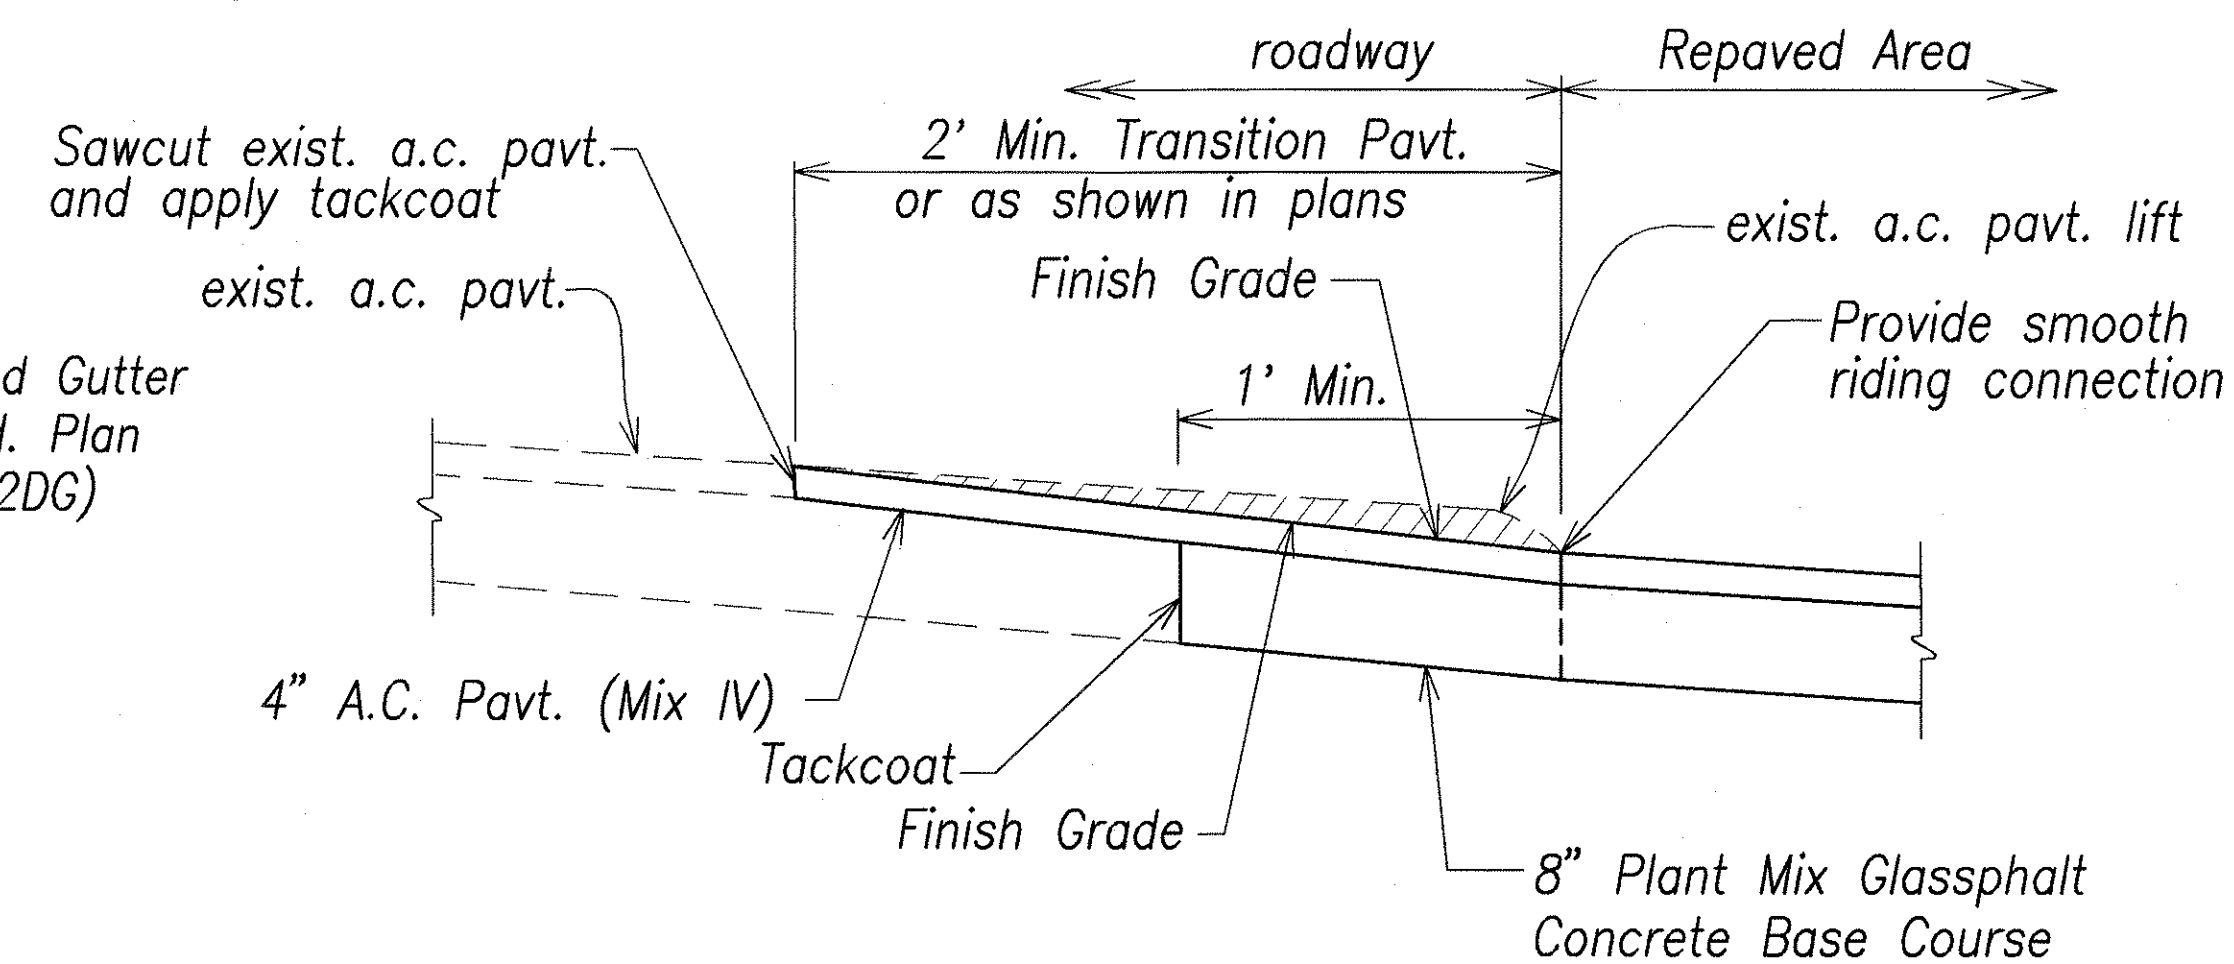 roadway
Repaved Area
Sawcut exist. a.c. pavt.
and apply tackcoat
2' Min. Transition Pavt.
or as shown in plans
exist. a.c. pavt. lift
exist. a.c. pavt.
Finish Grade
Provide smooth
riding connection
d Gutter
. Plan
2DG)
1' Min.
4" A.C. Pavt. (Mix IV)
Tackcoat
Finish Grade
8" Plant Mix Glassphalt
Concrete Base Course